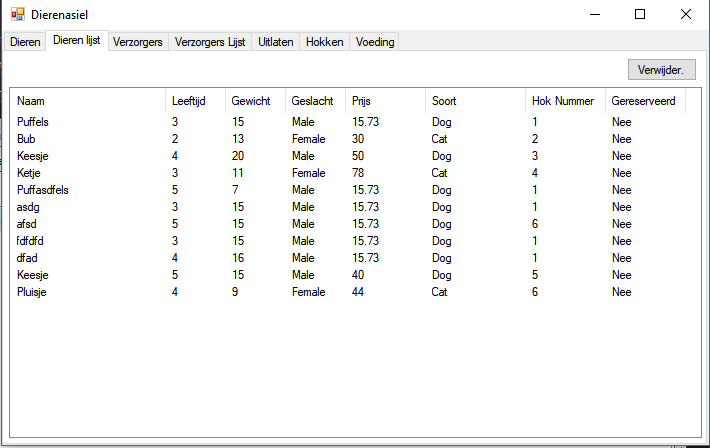 Dierenasiel
Dieren Dieren lijst Verzorgers Verzorgers Lijst Uitlaten Hokken Voeding
Verwijder.
Naam Leeftijd Gewicht Geslacht Prijs Soort Hok Nummer Gereserveerd
Puffels 3 15 Male 15.73 Dog 1 Nee
Bub 2 13 Female 30 Cat 2 Nee
Keesje 4 20 Male 50 Dog 3 Nee
Ketje 3 11 Female 78 Cat 4 Nee
Puffasdfels 5 7 Male 15.73 Dog 1 Nee
asdg 3 15 Male 15.73 Dog 1 Nee
afsd 5 15 Male 15.73 Dog 6 Nee
fdfdfd 3 15 Male 15.73 Dog 1 Nee
dfad 4 16 Male 15.73 Dog 1 Nee
Keesje 5 15 Male 40 Dog 5 Nee
Pluisje 4 9 Female 44 Cat 6 Nee